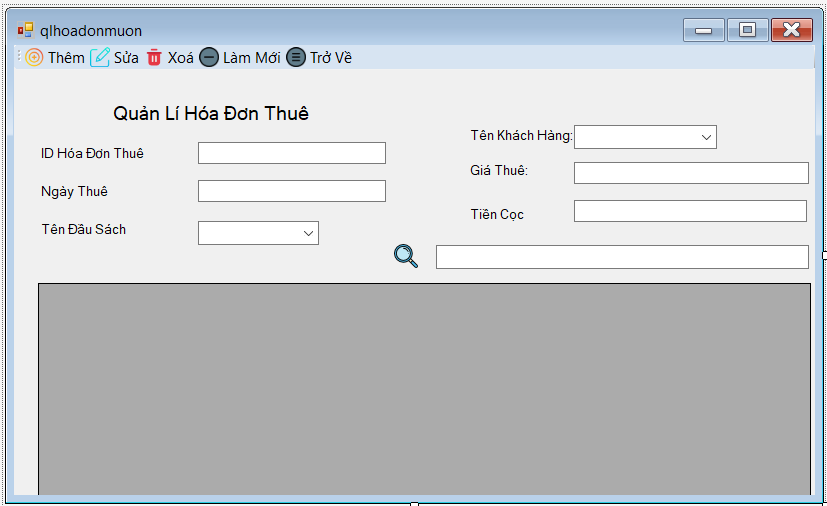 qlhoadonmuon
Thêm Sửa Xoá Làm Mới Trở Về
Quản Lí Hóa Đơn Thuê
ID Hóa Đơn Thuê
Ngày Thuê
Tên Đầu Sách
Tên Khách Hàng:
Giá Thuê:
Tiền Cọc